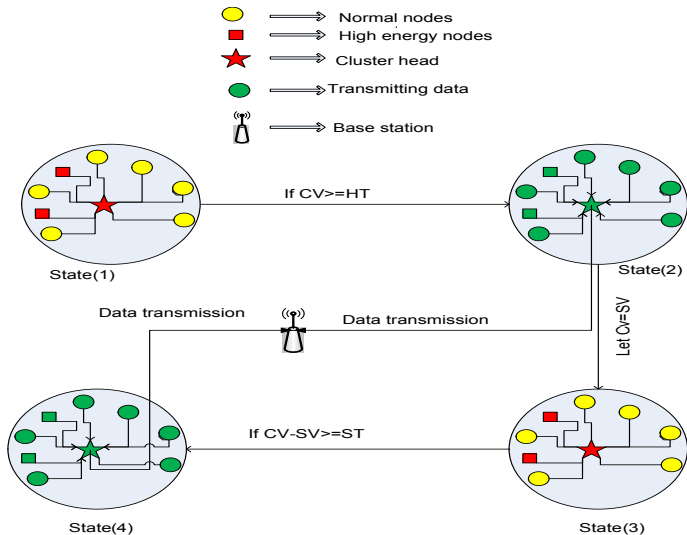 Normal nodes
High energy nodes
Cluster head
Transmitting data
Base station
If CV>=HT
State(1)
State(2)
Data transmission
Data transmission
Let Cv=SV
If CV-SV>=ST
State(4)
State(3)